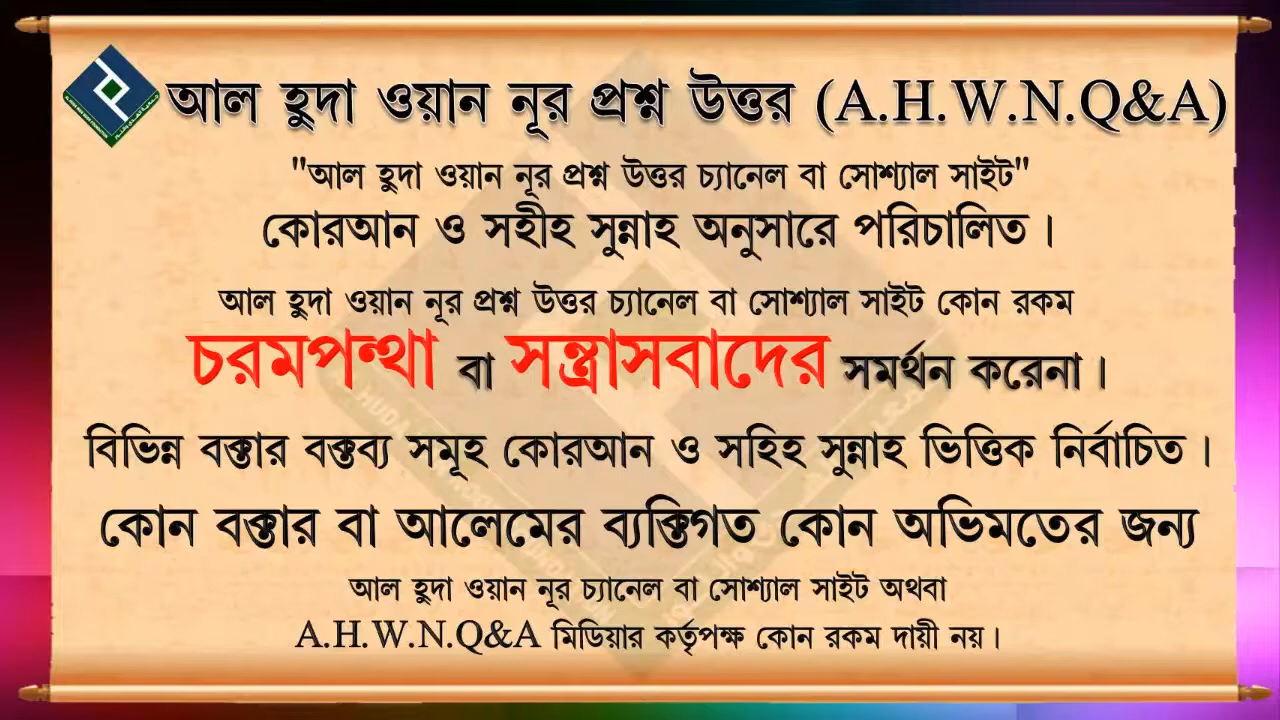 আল হুদা ওয়ান নূর প্রশ্ন উত্তর (A.H.W.N.Q&A)
"আল হুদা ওয়ান নূর প্রশ্ন উত্তর চ্যানেল বা সোশ্যাল সাইট"
কোরআন ও সহীহ সুন্নাহ অনুসারে পরিচালিত।
আল হুদা ওয়ান নূর প্রশ্ন উত্তর চ্যানেল বা সোশ্যাল সাইট কোন রকম
চরমপন্থা বা সন্ত্রাসবাদের সমর্থন করেনা।
বিভিন্ন বক্তার বক্তব্য সমূহ কোরআন ও সহিহ সুন্নাহ ভিত্তিক নির্বাচিত।
কোন বক্তার বা আলেমের ব্যক্তিগত কোন অভিমতের জন্য
আল হুদা ওয়ান নূর চ্যানেল বা সোশ্যাল সাইট অথবা
A.H.W.N.Q&A মিডিয়ার কর্তৃপক্ষ কোন রকম দায়ী নয়।